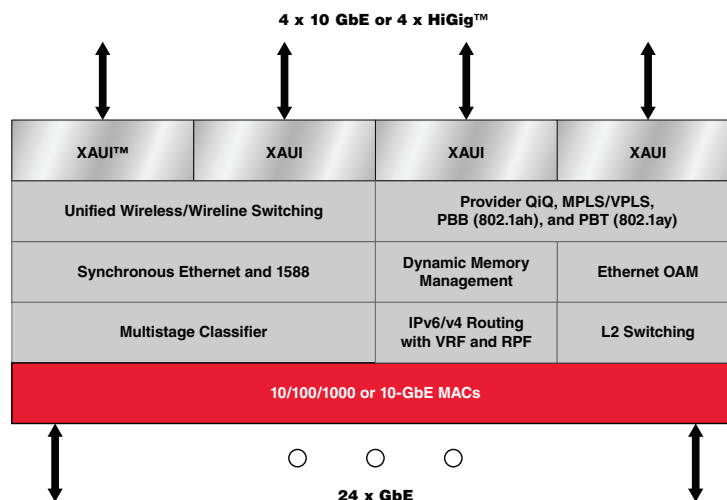 4 x 10 GbE or 4 x HiGig™
XAUI™
XAUI
XAUI
XAUI
Unified Wireless/Wireline Switching
Provider QiQ, MPLS/VPLS,
PBB (802.1ah), and PBT (802.1ay)
Synchronous Ethernet and 1588
Dynamic Memory
Management
Ethernet OAM
Multistage Classifier
IPv6/v4 Routing
with VRF and RPF
L2 Switching
10/100/1000 or 10-GbE MACs
24 x GbE